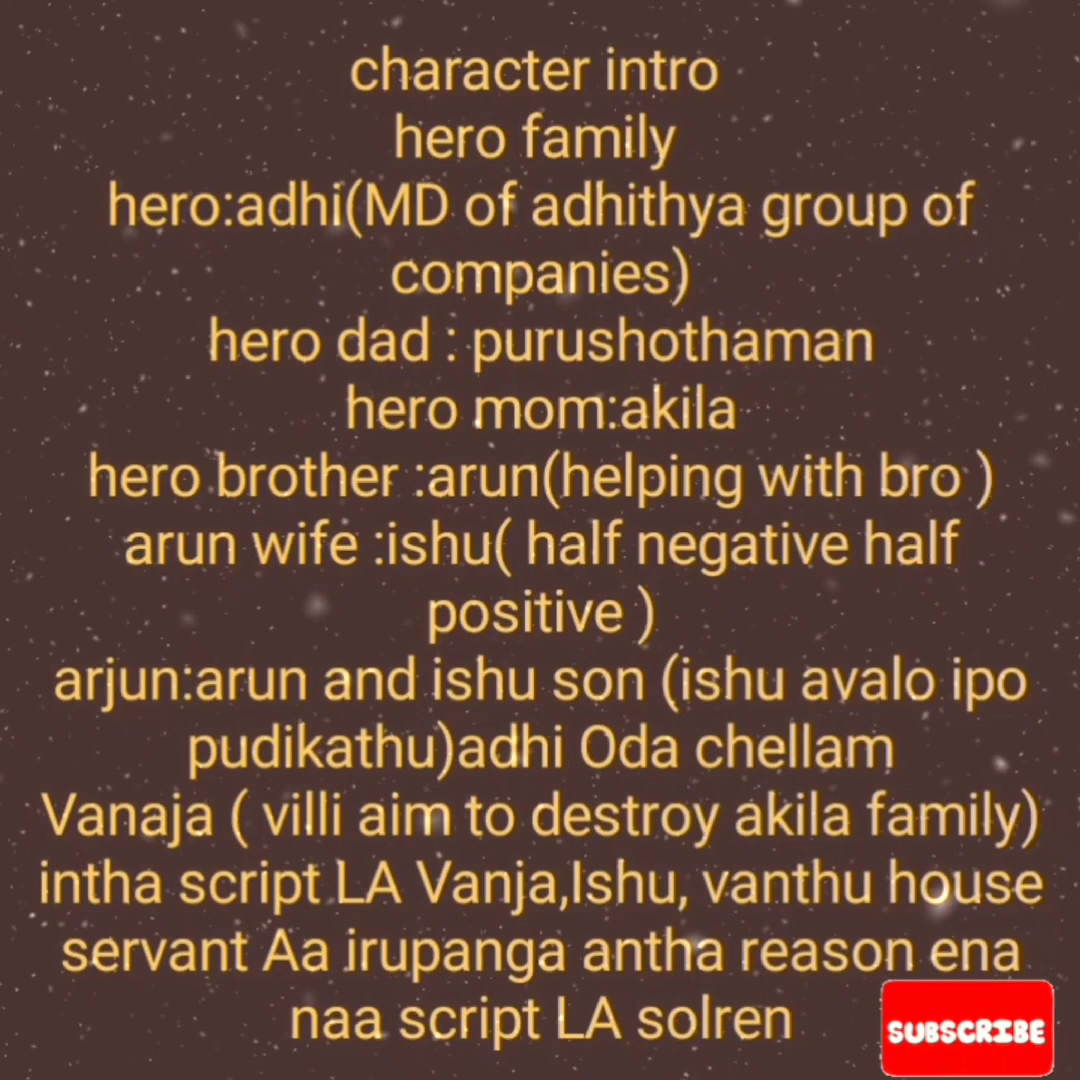 character intro
hero family
hero:adhi(MD of adhithya group of
companies)
hero dad : purushothaman
hero mom:akila
hero brother :arun(helping with bro )
arun wife :ishu( half negative half
positive )
arjun:arun and ishu son (ishu avalo ipo
pudikathu)adhi Oda chellam
Vanaja ( villi aim to destroy akila family)
intha script LA Vanja,Ishu, vanthu house
servant Aa irupanga antha reason ena
naa script LA solren
SUBSCRIBE